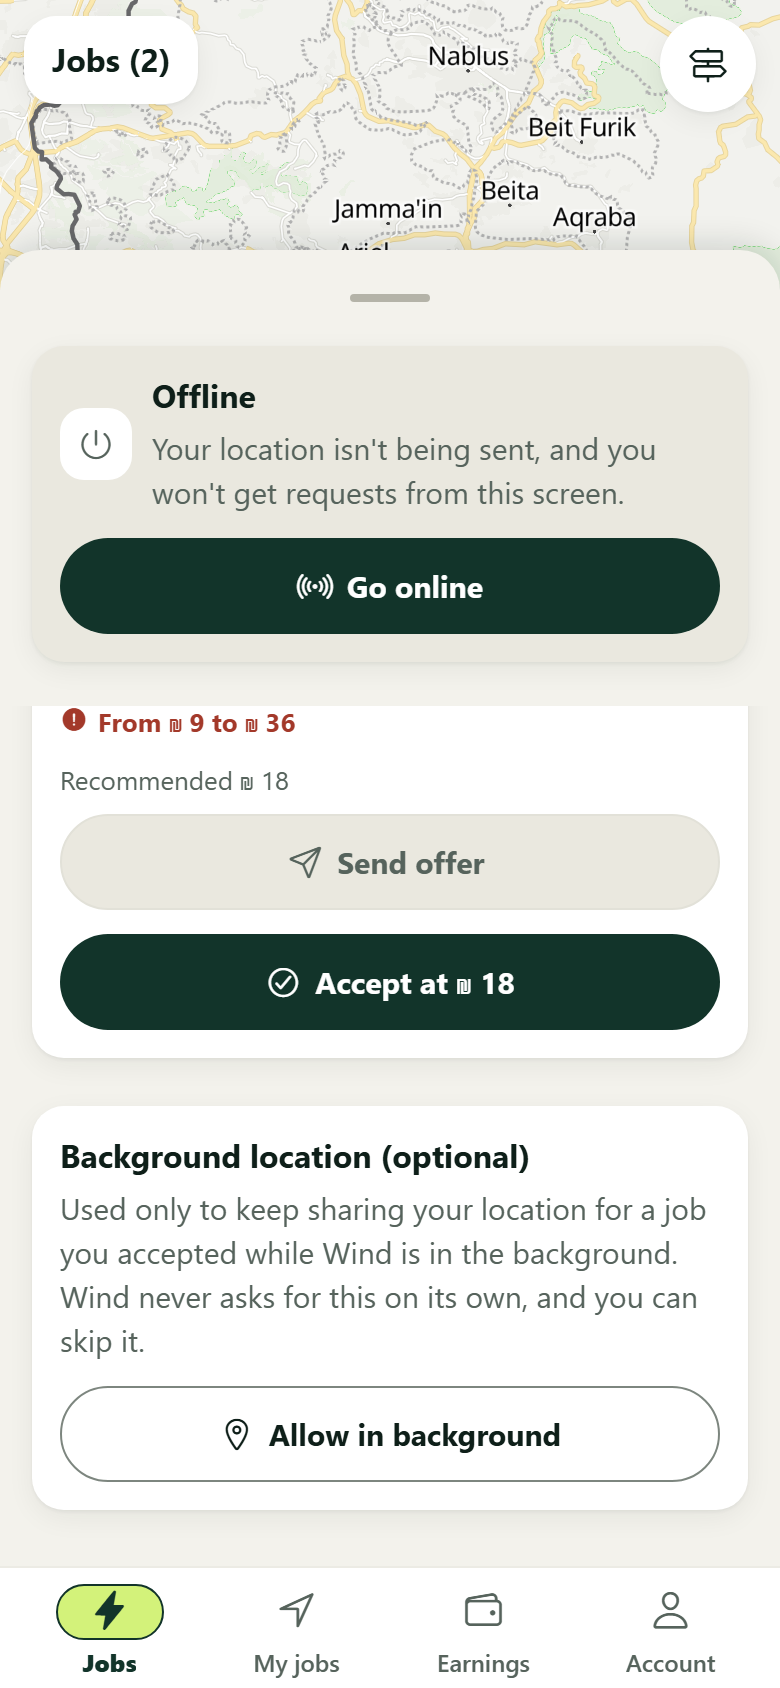 Jobs (2)
Nablus
Beit Furik
Beita
Jamma'in
Aqraba
Ariel
Offline
Your location isn't being sent, and you
won't get requests from this screen.
Go online
From ₪ 9 to ₪ 36
Recommended ₪ 18
Send offer
Accept at ₪ 18
Background location (optional)
Used only to keep sharing your location for a job
you accepted while Wind is in the background.
Wind never asks for this on its own, and you can
skip it.
Allow in background
Jobs
My jobs
Earnings
Account